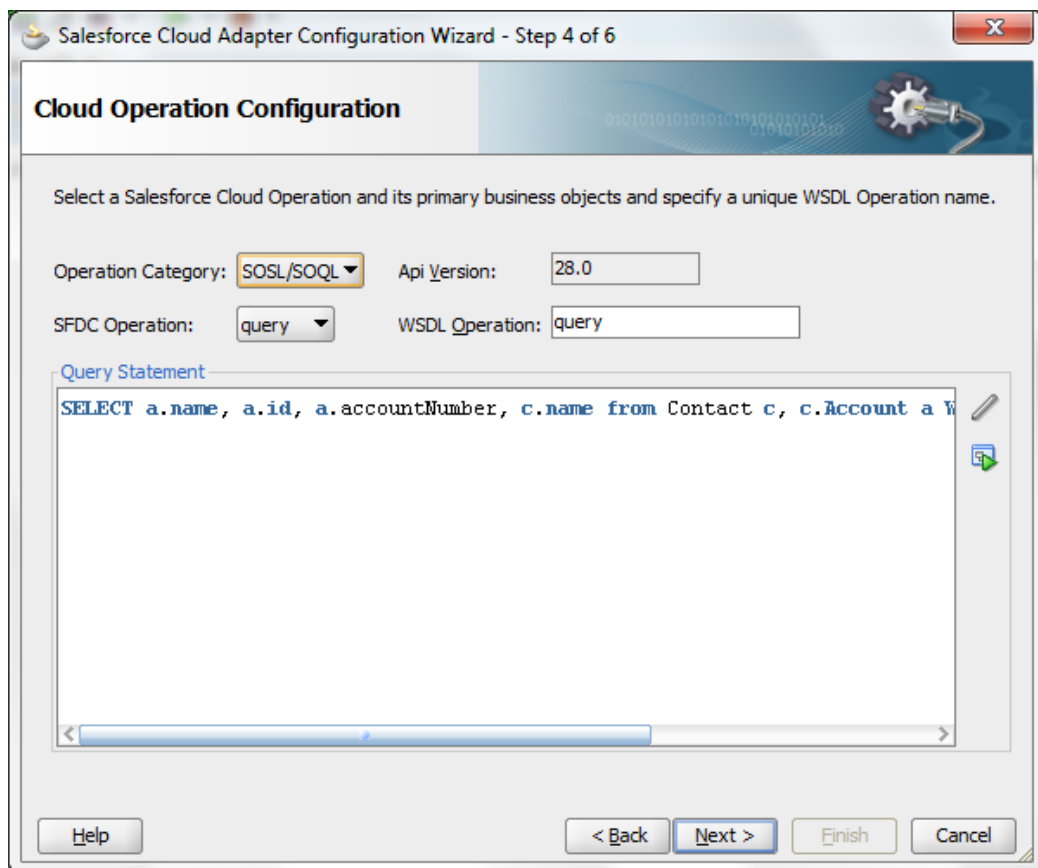 Salesforce Cloud Adapter Configuration Wizard - Step 4 of 6
Cloud Operation Configuration
010101010101010101010101
01010101010
Select a Salesforce Cloud Operation and its primary business objects and specify a unique WSDL Operation name.
Operation Category: SOSL/SOQL Api Version: 28.0
SFDC Operation: query WSDL Operation: query
Query Statement
SELECT a.name, a.id, a.accountNumber, c.name from Contact c, c.Account a W
Help < Back Next > Finish Cancel